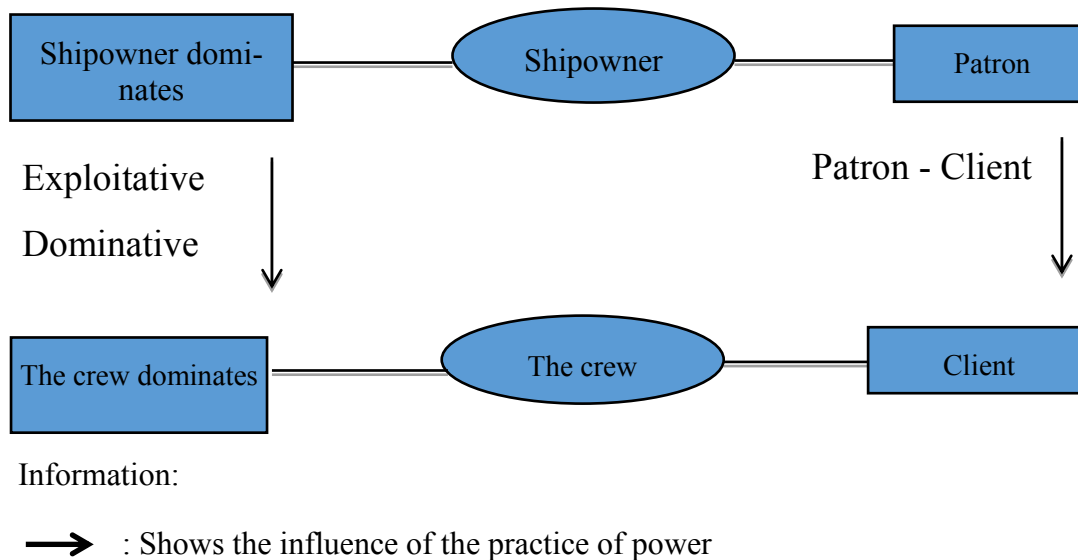 Shipowner domi-
nates
Shipowner
Patron
Exploitative
Dominative
Patron - Client
The crew dominates
The crew
Client
Information:
: Shows the influence of the practice of power